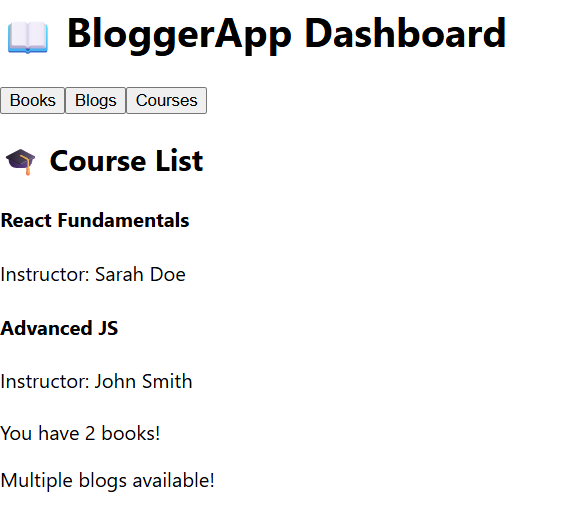 📖 BloggerApp Dashboard
Books Blogs Courses
🎓 Course List
React Fundamentals
Instructor: Sarah Doe
Advanced JS
Instructor: John Smith
You have 2 books!
Multiple blogs available!